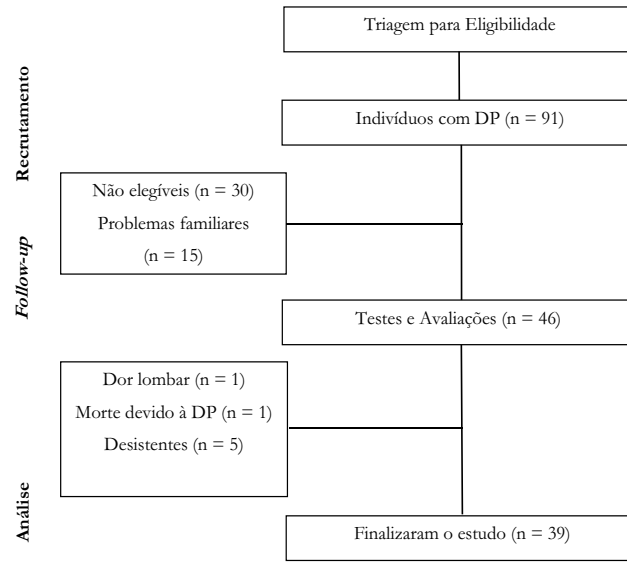 Triagem para Eligibilidade
Recrutamento
Indivíduos com DP (n = 91)
Não elegíveis (n = 30)
Problemas familiares
(n = 15)
Follow-up
Testes e Avaliações (n = 46)
Dor lombar (n = 1)
Morte devido à DP (n = 1)
Desistentes (n = 5)
Análise
Finalizaram o estudo (n = 39)